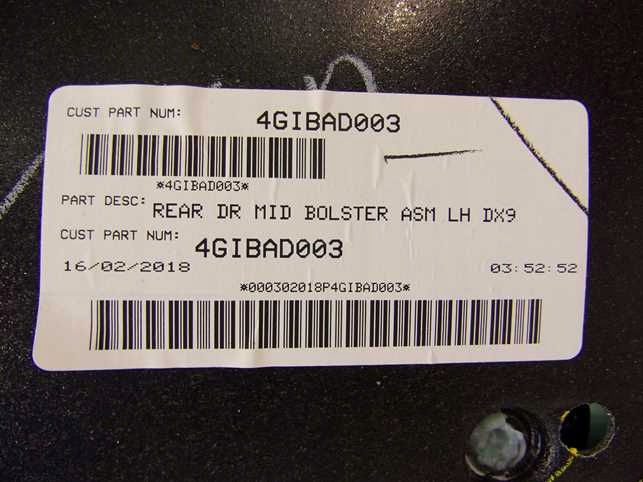 CUST PART NUM: 4GIBAD003
*4GIBAD003*
PART DESC: REAR DR MID BOLSTER ASM LH DX9
CUST PART NUM: 4GIBAD003
16/02/2018 03:52:52
*000302018P4GIBAD003*